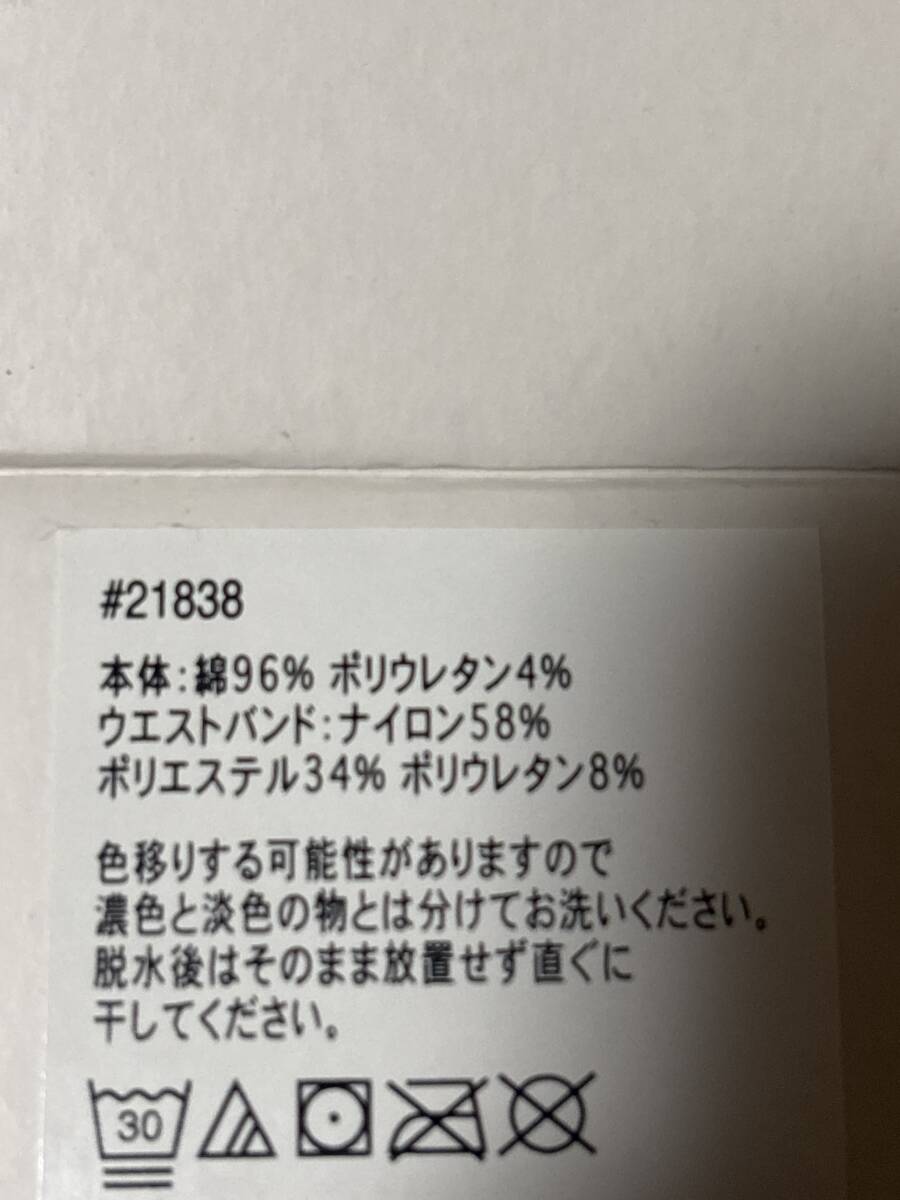 #21838
本体:綿96% ポリウレタン4%
ウエストバンド:ナイロン58%
ポリエステル34% ポリウレタン8%
色移りする可能性がありますので
濃色と淡色の物とは分けてお洗いください。
脱水後はそのまま放置せず直ぐに
干してください。
30